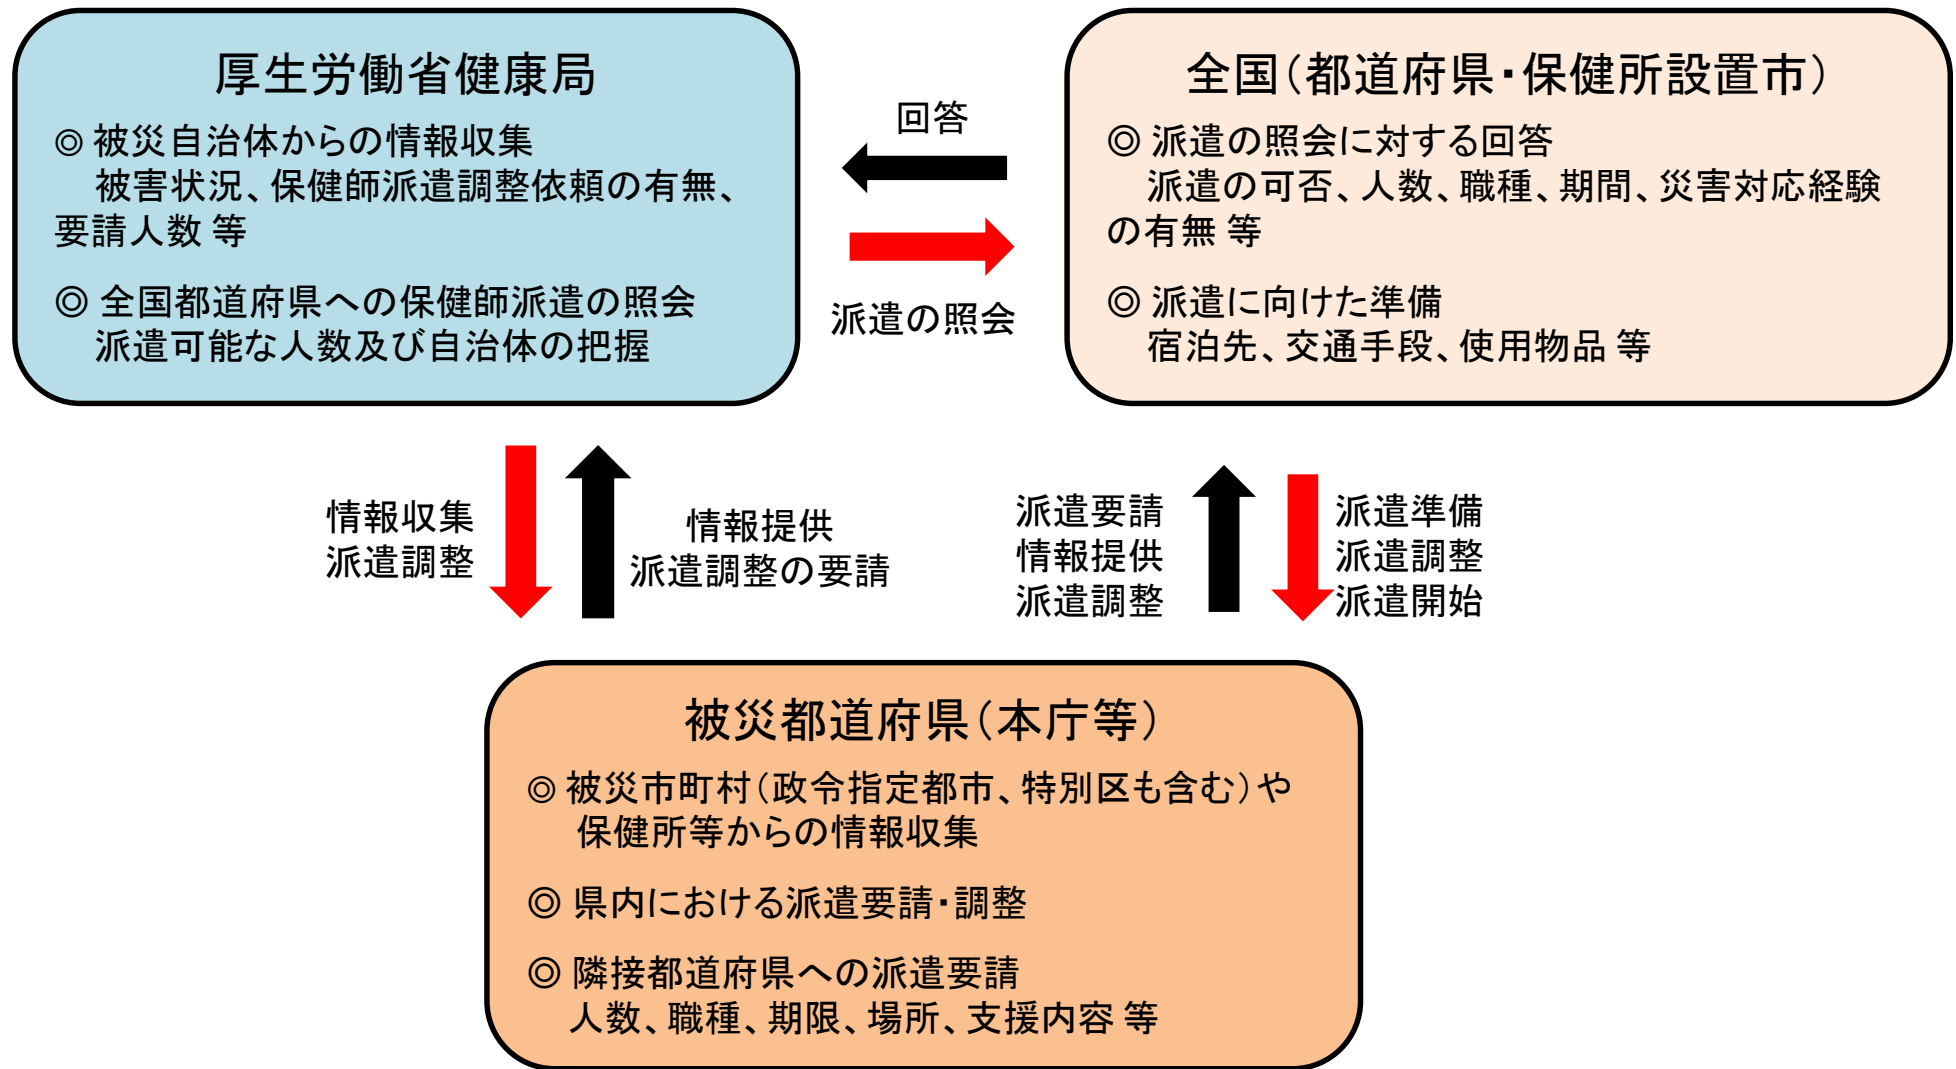 厚生労働省健康局
◎ 被災自治体からの情報収集
被害状況、保健師派遣調整依頼の有無、
要請人数 等
◎ 全国都道府県への保健師派遣の照会
派遣可能な人数及び自治体の把握
回答
派遣の照会
全国（都道府県・保健所設置市）
◎ 派遣の照会に対する回答
派遣の可否、人数、職種、期間、災害対応経験
の有無 等
◎ 派遣に向けた準備
宿泊先、交通手段、使用物品 等
情報収集
派遣調整
情報提供
派遣調整の要請
派遣要請
情報提供
派遣調整
派遣準備
派遣調整
派遣開始
被災都道府県（本庁等）
◎ 被災市町村（政令指定都市、特別区も含む）や
保健所等からの情報収集
◎ 県内における派遣要請・調整
◎ 隣接都道府県への派遣要請
人数、職種、期限、場所、支援内容 等